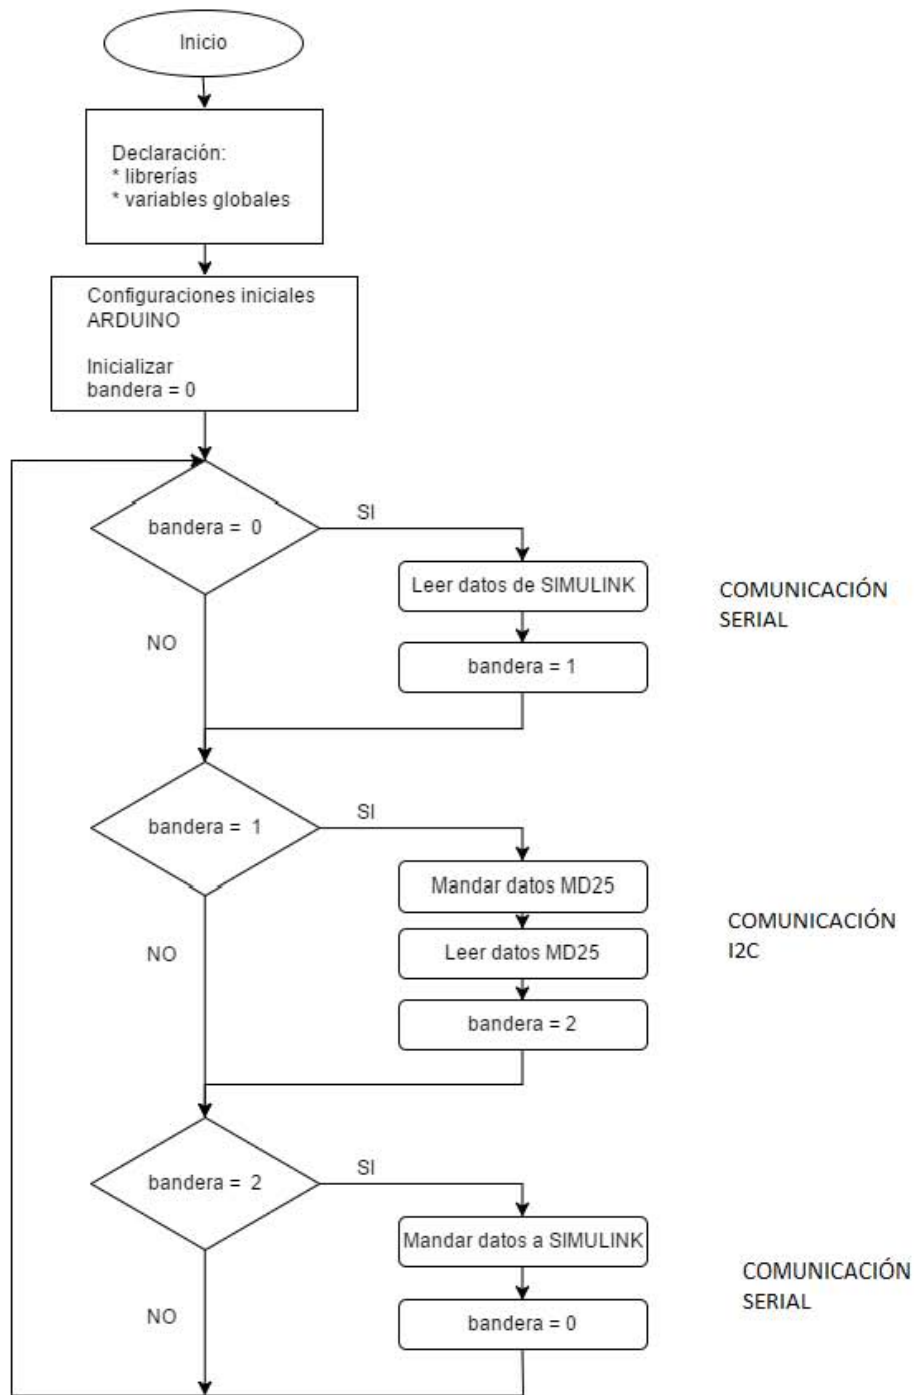 Inicio
Declaración:
* librerías
* variables globales
Configuraciones iniciales
ARDUINO
Inicializar
bandera = 0
bandera = 0
SI
Leer datos de SIMULINK
COMUNICACIÓN
SERIAL
NO
bandera = 1
bandera = 1
SI
Mandar datos MD25
COMUNICACIÓN
I2C
NO
Leer datos MD25
bandera = 2
bandera = 2
SI
Mandar datos a SIMULINK
COMUNICACIÓN
SERIAL
NO
bandera = 0